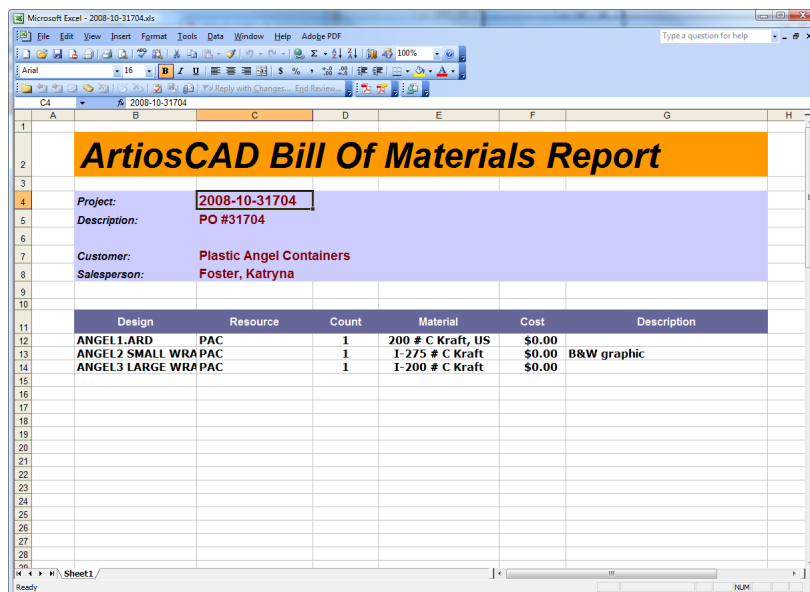 Microsoft Excel - 2008-10-31704.xls
File Edit View Insert Format Tools Data Window Help Adobe PDF Type a question for help
100%
Arial 16 B I U $ % ,
Reply with Changes... End Review...
C4 fx 2008-10-31704
A B C D E F G H
1
2 ArtiosCAD Bill Of Materials Report
3
4 Project: 2008-10-31704
5 Description: PO #31704
6
7 Customer: Plastic Angel Containers
8 Salesperson: Foster, Katryna
9
10
11 Design Resource Count Material Cost Description
12 ANGEL1.ARD PAC 1 200 # C Kraft, US $0.00
13 ANGEL2 SMALL WRA PAC 1 I-275 # C Kraft $0.00 B&W graphic
14 ANGEL3 LARGE WRA PAC 1 I-200 # C Kraft $0.00
15
16
17
18
19
20
21
22
23
24
25
26
27
28
29
Sheet1
Ready NUM